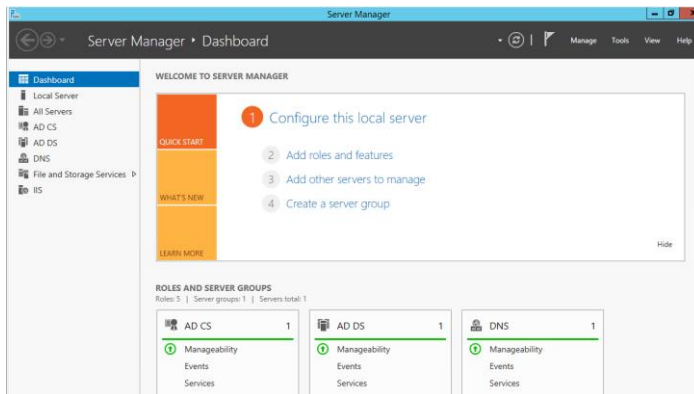 Server Manager
Server Manager • Dashboard
Manage Tools View Help
Dashboard
Local Server
All Servers
AD CS
AD DS
DNS
File and Storage Services
IIS
WELCOME TO SERVER MANAGER
QUICK START
WHAT'S NEW
LEARN MORE
1 Configure this local server
2 Add roles and features
3 Add other servers to manage
4 Create a server group
Hide
ROLES AND SERVER GROUPS
Roles: 5 | Server groups: 1 | Servers total: 1
AD CS 1
Manageability
Events
Services
AD DS 1
Manageability
Events
Services
DNS 1
Manageability
Events
Services